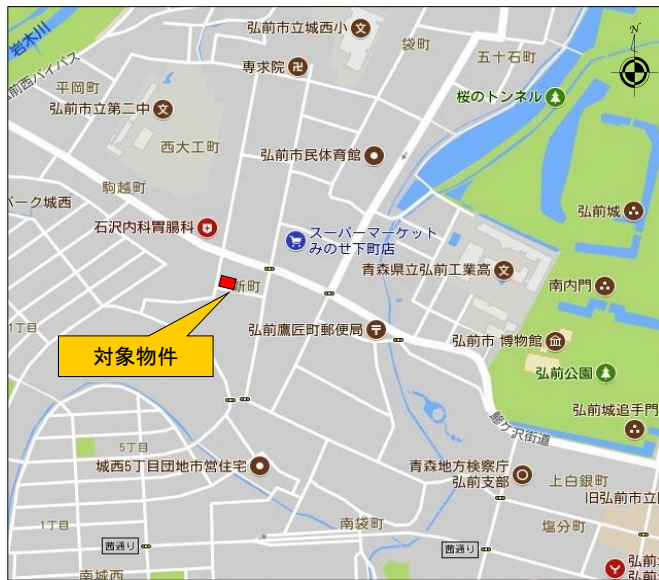 弘前市立城西小
袋町
岩木川
N
専求院
五十石町
弘前西バイパス
平岡町
桜のトンネル
弘前市立第二中
西大工町
弘前市民体育館
駒越町
パーク城西
弘前城
石沢内科胃腸科
スーパーマーケット
みのせ下町店
青森県立弘前工業高
南内門
新町
1丁目
弘前鷹匠町郵便局
弘前市 博物館
対象物件
弘前公園
弘前城追手門
鰺ケ沢街道
5丁目
城西5丁目団地市営住宅
青森地方検察庁
弘前支部
上白銀町
旧弘前市立
1丁目
南袋町
塩分町
茜通り
茜通り
南城西
弘前
弘前